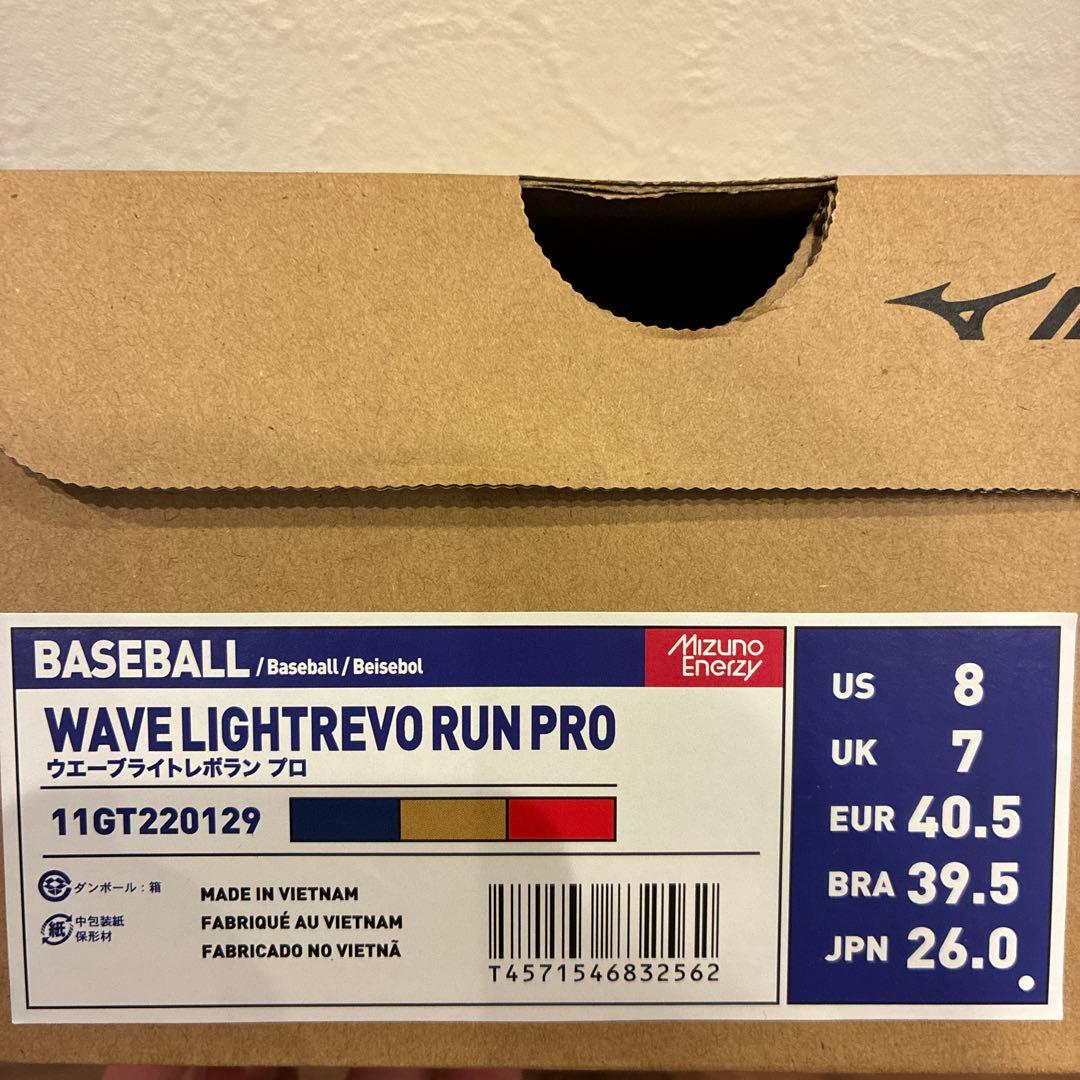 BASEBALL / Baseball / Beisebol
Mizuno
Enerzy
WAVE LIGHTREVO RUN PRO
ウエーブライトレボラン プロ
11GT220129
ダンボール：箱
紙
中包装紙
保形材
MADE IN VIETNAM
FABRIQUÉ AU VIETNAM
FABRICADO NO VIETNÃ
T4571546832562
US 8
UK 7
EUR 40.5
BRA 39.5
JPN 26.0